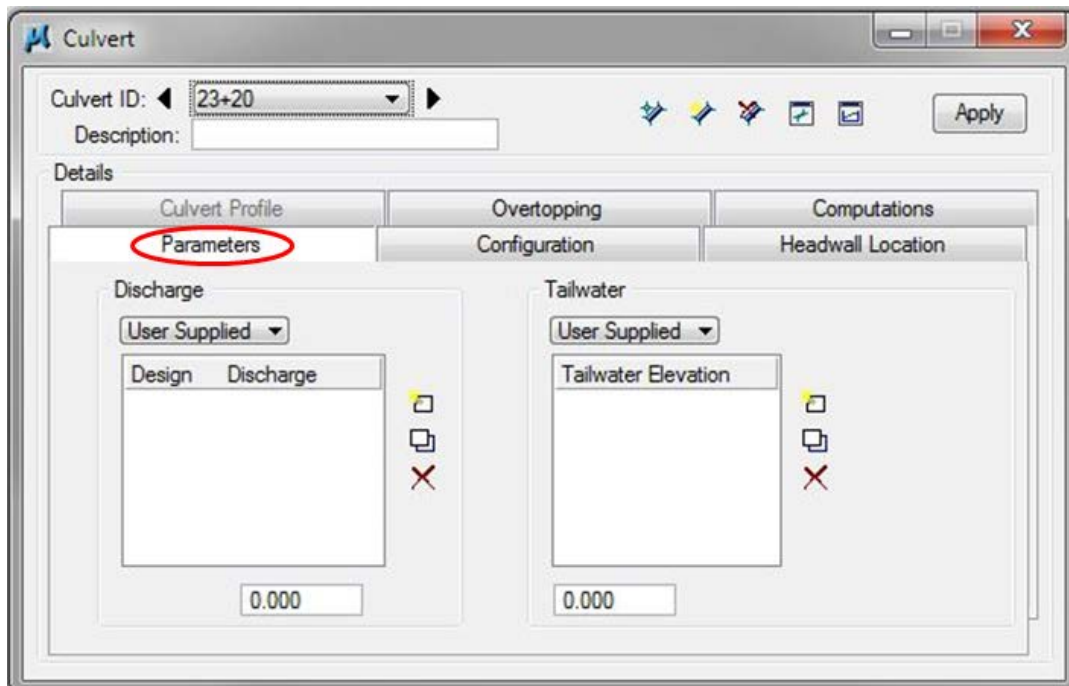 Culvert
Culvert ID: 23+20
Description:
Apply
Details
Culvert Profile Overtopping Computations
Parameters Configuration Headwall Location
Discharge Tailwater
User Supplied User Supplied
Design Discharge Tailwater Elevation
0.000 0.000